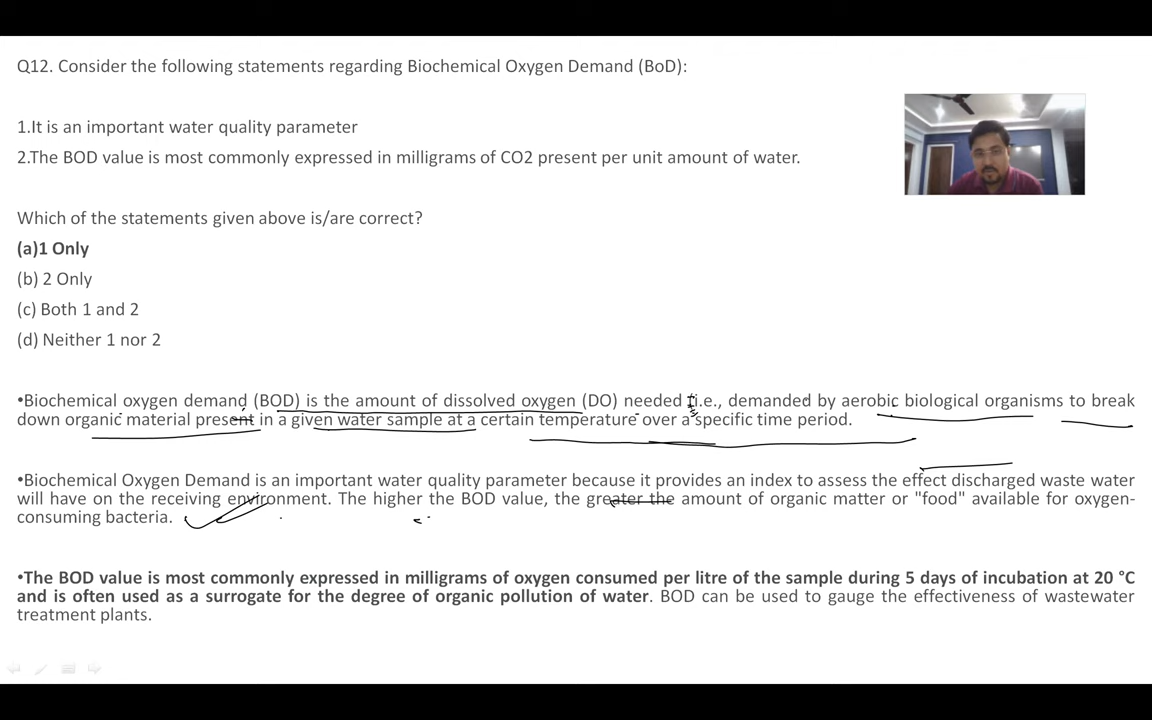 Q12. Consider the following statements regarding Biochemical Oxygen Demand (BoD):
1.It is an important water quality parameter
2.The BOD value is most commonly expressed in milligrams of CO2 present per unit amount of water.
Which of the statements given above is/are correct?
(a)1 Only
(b) 2 Only
(c) Both 1 and 2
(d) Neither 1 nor 2
•Biochemical oxygen demand (BOD) is the amount of dissolved oxygen (DO) needed (i.e., demanded by aerobic biological organisms to break
down organic material present in a given water sample at a certain temperature over a specific time period.
•Biochemical Oxygen Demand is an important water quality parameter because it provides an index to assess the effect discharged waste water
will have on the receiving environment. The higher the BOD value, the greater the amount of organic matter or "food" available for oxygen-
consuming bacteria.
•The BOD value is most commonly expressed in milligrams of oxygen consumed per litre of the sample during 5 days of incubation at 20 °C
and is often used as a surrogate for the degree of organic pollution of water. BOD can be used to gauge the effectiveness of wastewater
treatment plants.